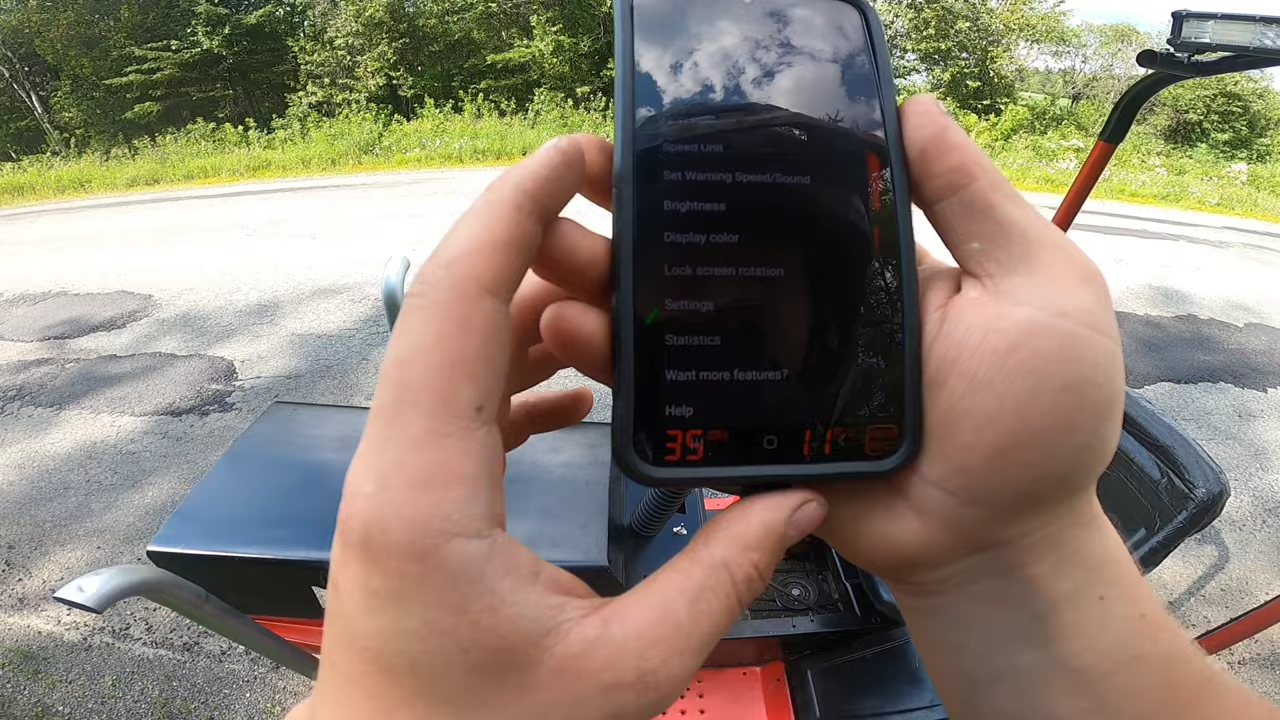 Speed Unit
Set Warning Speed/Sound
Brightness
Display color
Lock screen rotation
Settings
Statistics
Want more features?
Help